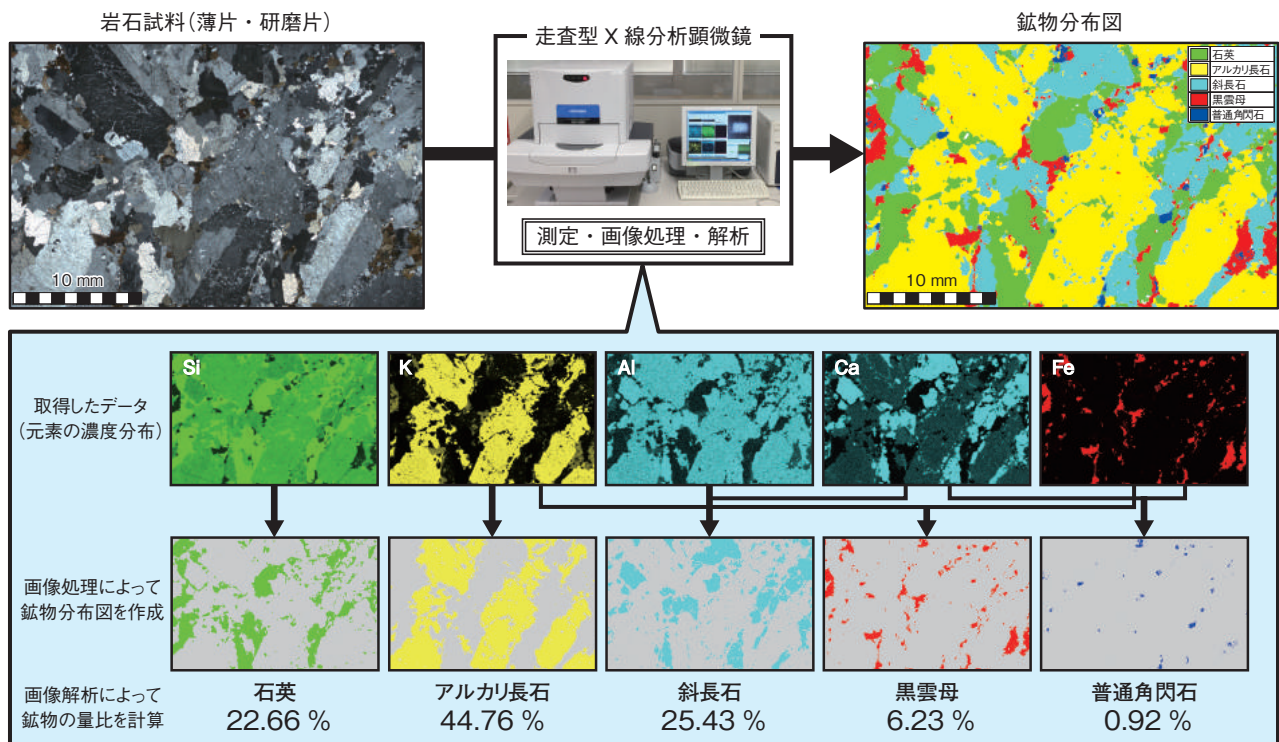 岩石試料(薄片・研磨片)
走査型 X 線分析顕微鏡
鉱物分布図
石英
アルカリ長石
斜長石
黒雲母
普通角閃石
10 mm
測定・画像処理・解析
10 mm
取得したデータ
(元素の濃度分布)
Si
K
Al
Ca
Fe
画像処理によって
鉱物分布図を作成
画像解析によって
鉱物の量比を計算
石英
22.66 %
アルカリ長石
44.76 %
斜長石
25.43 %
黒雲母
6.23 %
普通角閃石
0.92 %